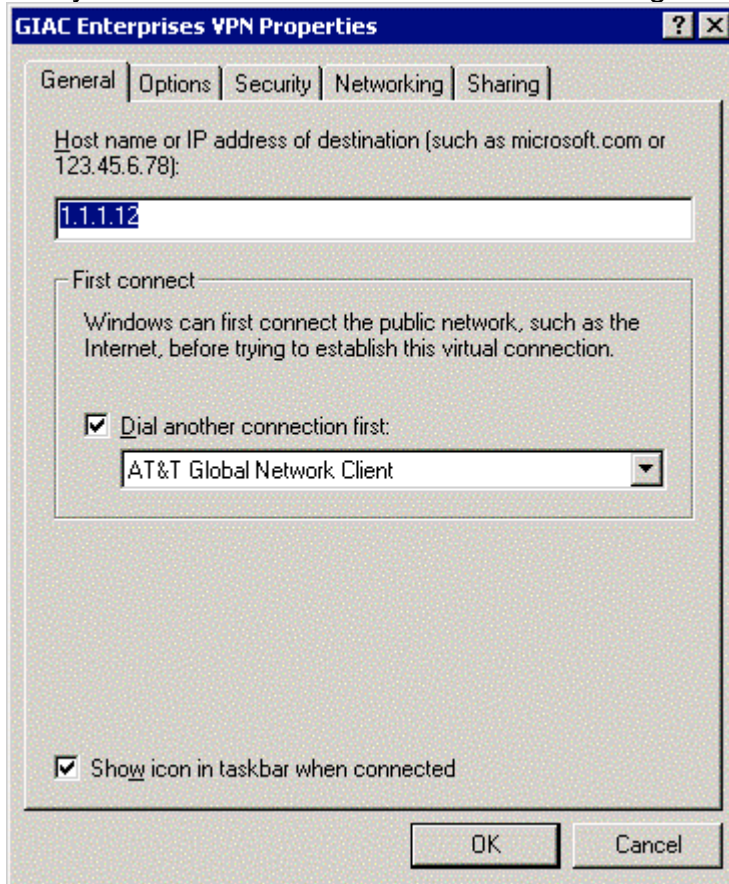 GIAC Enterprises VPN Properties
General Options Security Networking Sharing
Host name or IP address of destination (such as microsoft.com or
123.45.6.78):
1.1.1.12
First connect
Windows can first connect the public network, such as the
Internet, before trying to establish this virtual connection.
Dial another connection first:
AT&T Global Network Client
Show icon in taskbar when connected
OK Cancel